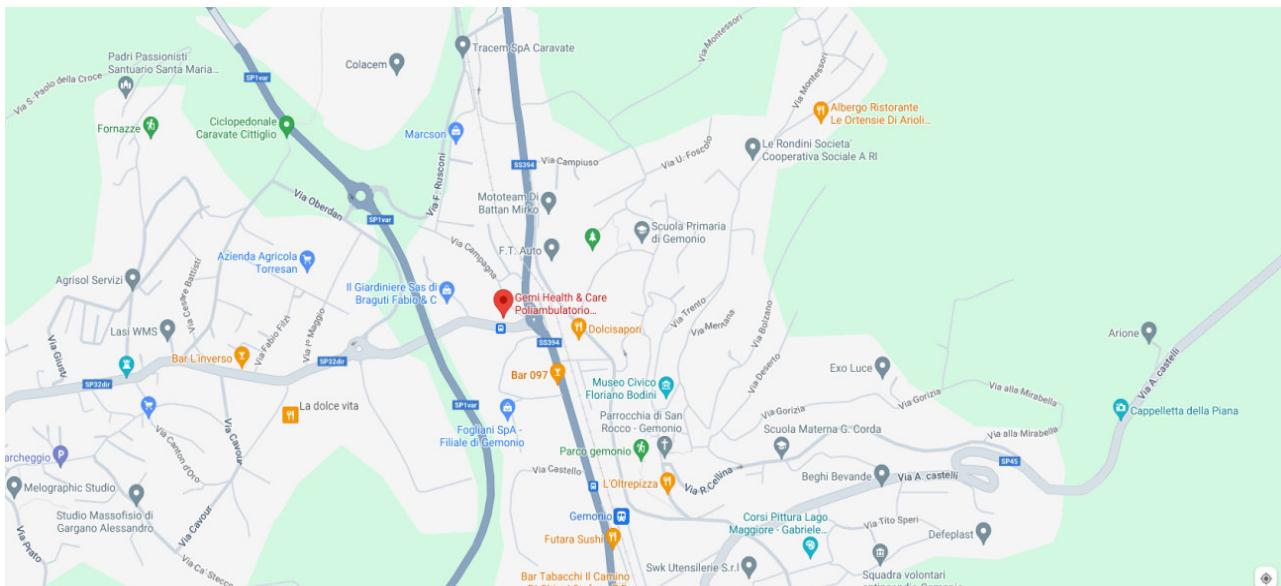 Tracem SpA Caravate
Colacem
Padri Passionisti
Santuario Santa Maria...
Via S. Paolo della Croce
SP1var
Via Montessori
Via Montessori
Albergo Ristorante
Le Ortensie Di Arioli...
Fornazze
Ciclopedonale
Caravate Cittiglio
Marcson
Le Rondini Societa'
Cooperativa Sociale A RI
Via U. Foscolo
Via Campiuso
SS394
Via F. Rusconi
Via Oberdan
SP1var
Mototeam Di
Battan Mirko
Scuola Primaria
di Gemonio
Via Campagna
F.T. Auto
Azienda Agricola
Torresan
Via Cesare Battisti
Agrisol Servizi
Il Giardiniere Sas di
Braguti Fabio & C
Gemi Health & Care
Poliambulatorio...
Via Trento
Via Mentana
Via Bolzano
Lasi WMS
Via Fabio Filzi
Via 1º Maggio
Dolcisapori
Arione
Via Giusti
Bar L'inverso
SP32dir
SS394
Via Deserto
Exo Luce
Bar 097
SP32dir
Museo Civico
Floriano Bodini
Via A. castelli
Via alla Mirabella
Via Gorizia
Via Gorizia
La dolce vita
SP1var
Fogliani SpA -
Filiale di Gemonio
Parrocchia di San
Rocco - Gemonio
Cappelletta della Piana
Scuola Materna G. Corda
Via alla Mirabella
Via Cavour
Via Canton d'Oro
Parco gemonio
archeggio
Via Castello
Via R.Cellina
SP45
Beghi Bevande
Via A. castelli
L'Oltrepizza
Melographic Studio
Studio Massofisio di
Gargano Alessandro
Via Cavour
Gemonio
Corsi Pittura Lago
Maggiore - Gabriele...
Via Tito Speri
Defeplast
Via Prato
Futara Sushi
Via Ca' Stecco
Swk Utensilerie S.r.l
Squadra volontari
Bar Tabacchi Il Camino